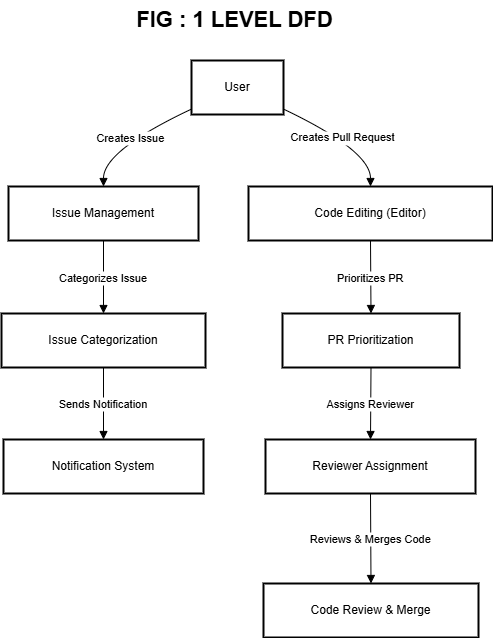 FIG : 1 LEVEL DFD
User
Creates Issue
Creates Pull Request
Issue Management
Code Editing (Editor)
Categorizes Issue
Prioritizes PR
Issue Categorization
PR Prioritization
Sends Notification
Assigns Reviewer
Notification System
Reviewer Assignment
Reviews & Merges Code
Code Review & Merge